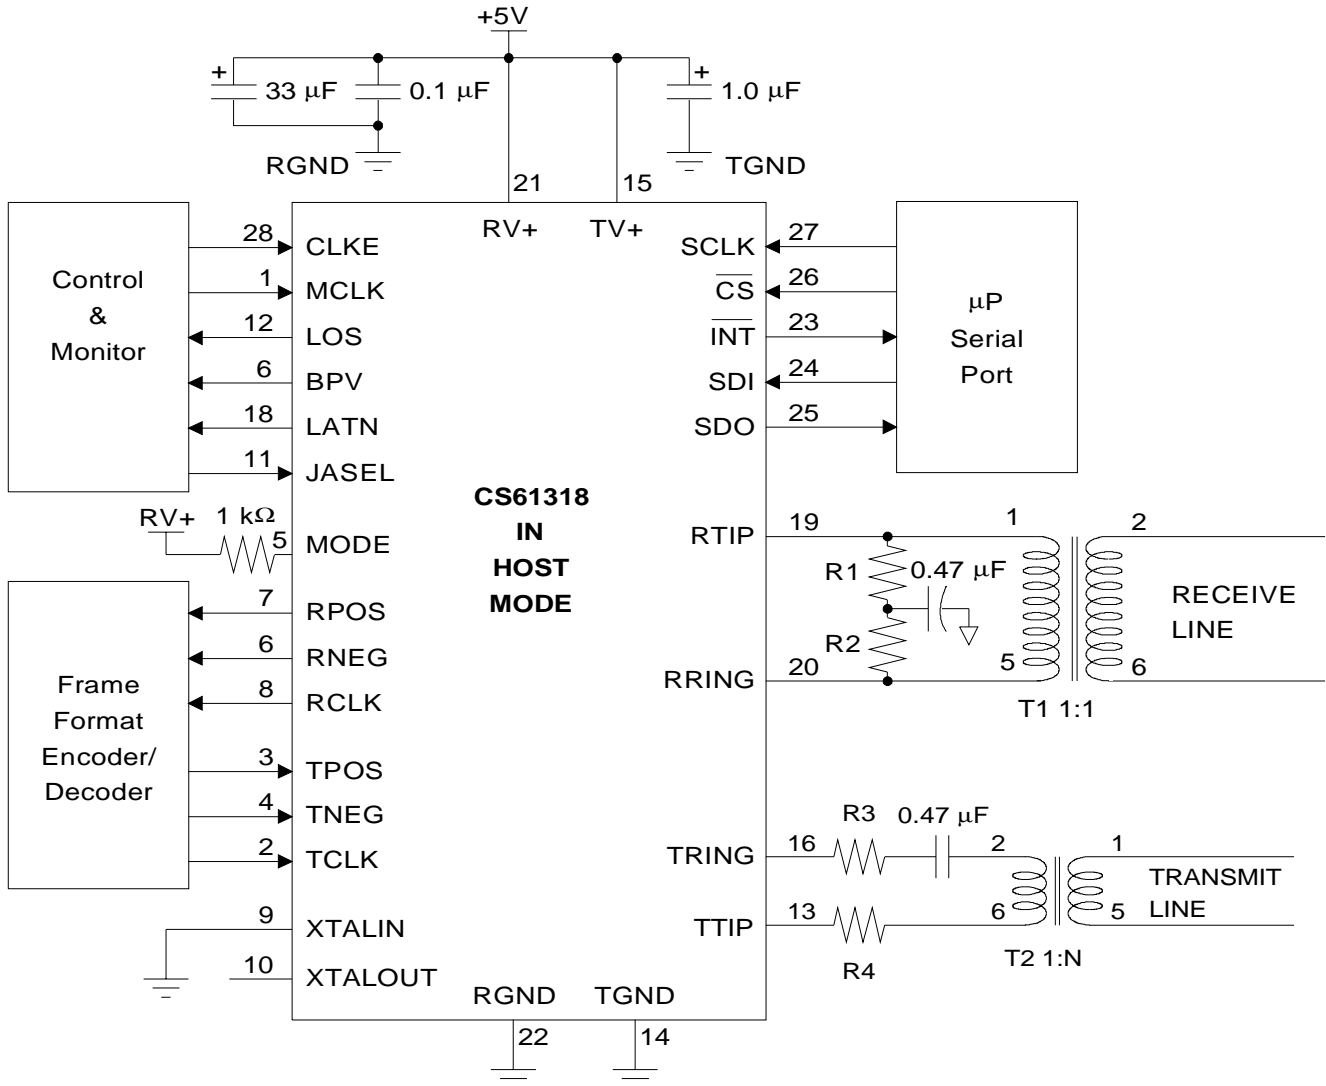 +5V
+
33 µF
0.1 µF
+
1.0 µF
RGND
TGND
21
15
RV+
TV+
Control
&
Monitor
28
CLKE
1
MCLK
12
LOS
6
BPV
18
LATN
11
JASEL
RV+
1 kΩ
5
MODE
Frame
Format
Encoder/
Decoder
7
RPOS
6
RNEG
8
RCLK
3
TPOS
4
TNEG
2
TCLK
9
XTALIN
10
XTALOUT
CS61318
IN
HOST
MODE
SCLK
27
CS
26
INT
23
SDI
24
SDO
25
µP
Serial
Port
RTIP
19
R1
0.47 µF
R2
RRING
20
1
2
5
6
T1 1:1
RECEIVE
LINE
TRING
16
R3
0.47 µF
2
1
TTIP
13
R4
6
5
T2 1:N
TRANSMIT
LINE
RGND
TGND
22
14